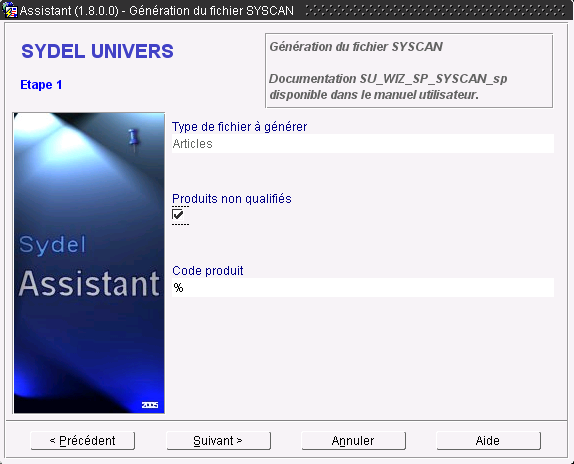 Assistant (1.8.0.0) - Génération du fichier SYSCAN
SYDEL UNIVERS
Etape 1
Génération du fichier SYSCAN
Documentation SU_WIZ_SP_SYSCAN_sp
disponible dans le manuel utilisateur.
Type de fichier à générer
Articles
Produits non qualifiés
Code produit
%
Sydel
Assistant
2005
< Précédent
Suivant >
Annuler
Aide